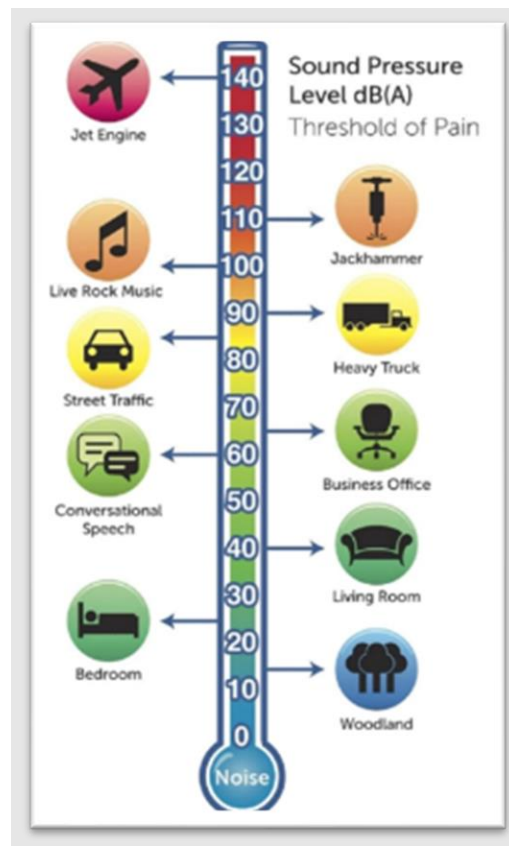 Sound Pressure
Level dB(A)
Threshold of Pain
140
Jet Engine
130
120
110
Jackhammer
100
Live Rock Music
90
Heavy Truck
80
Street Traffic
70
Business Office
60
Conversational
Speech
50
40
Living Room
30
Bedroom
20
10
Woodland
0
Noise